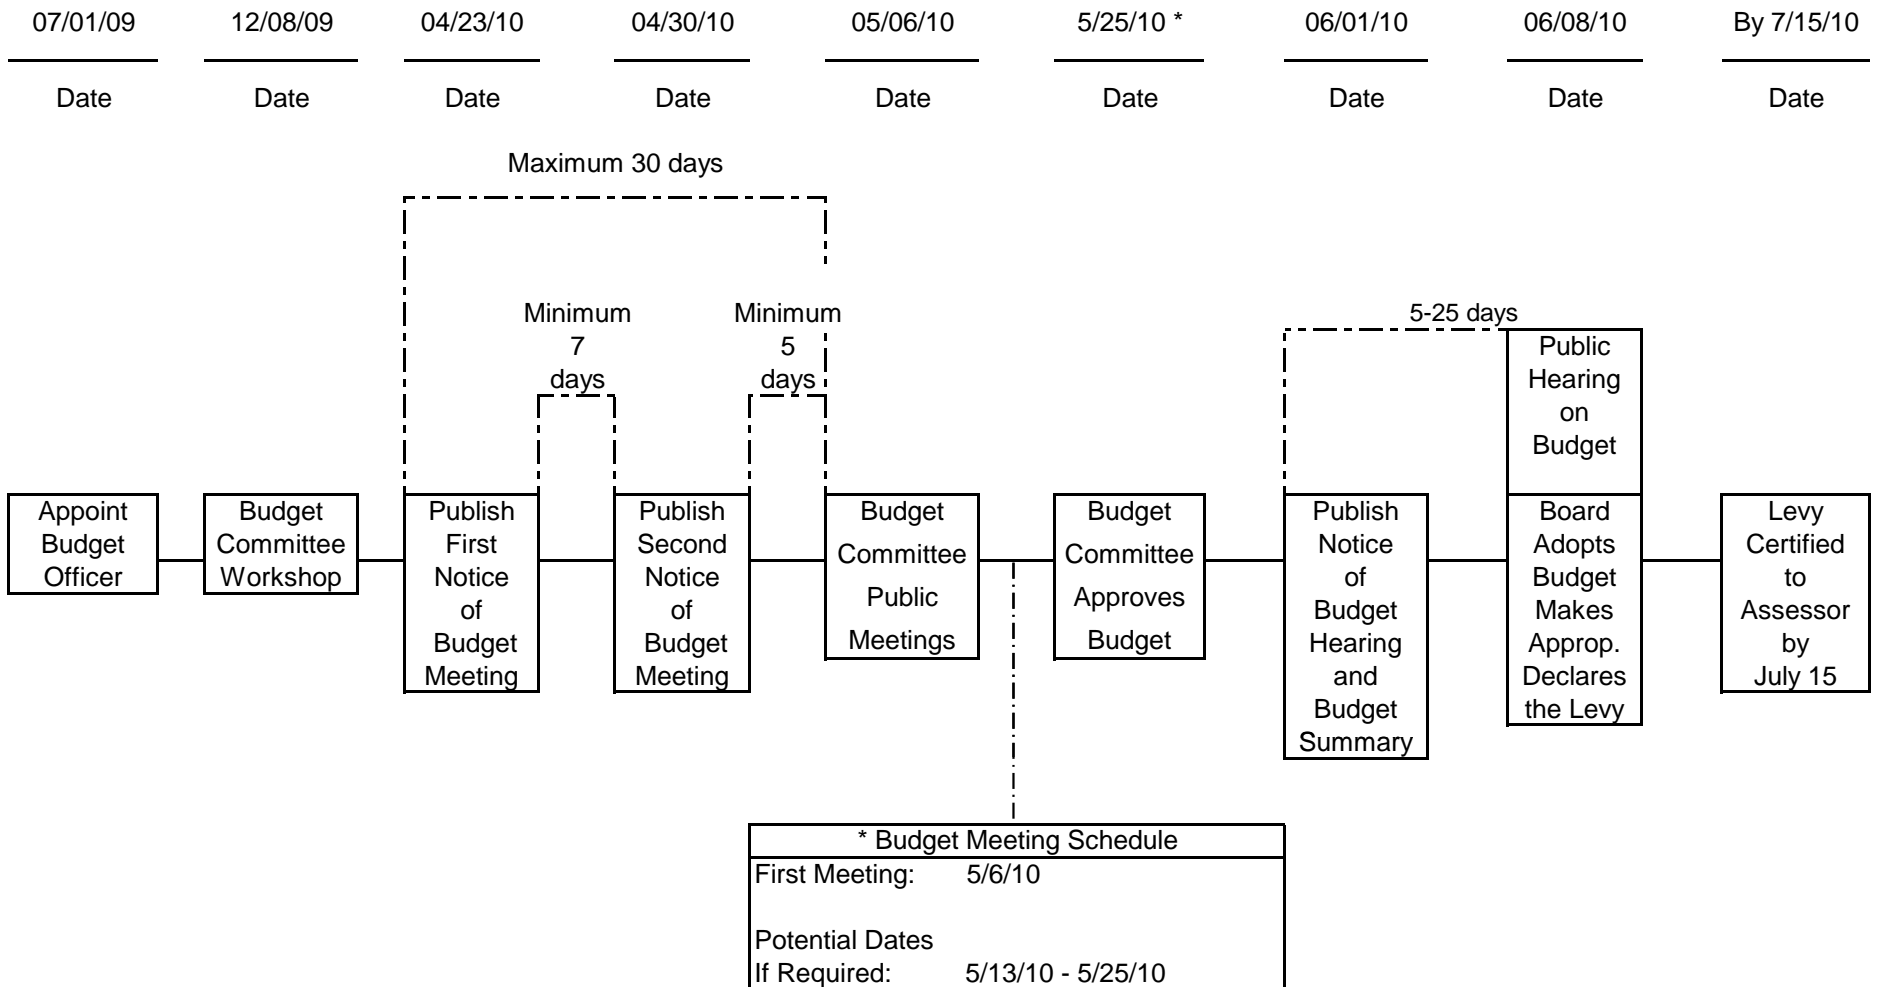 07/01/09 12/08/09 04/23/10 04/30/10 05/06/10 5/25/10 * 06/01/10 06/08/10 By 7/15/10
Date Date Date Date Date Date Date Date Date
Maximum 30 days
Minimum
7
days
Minimum
5
days
5-25 days
Public
Hearing
on
Budget
Appoint
Budget
Officer
Budget
Committee
Workshop
Publish
First
Notice
of
Budget
Meeting
Publish
Second
Notice
of
Budget
Meeting
Budget
Committee
Public
Meetings
Budget
Committee
Approves
Budget
Publish
Notice
of
Budget
Hearing
and
Budget
Summary
Board
Adopts
Budget
Makes
Approp.
Declares
the Levy
Levy
Certified
to
Assessor
by
July 15
* Budget Meeting Schedule
First Meeting: 5/6/10
Potential Dates
If Required: 5/13/10 - 5/25/10